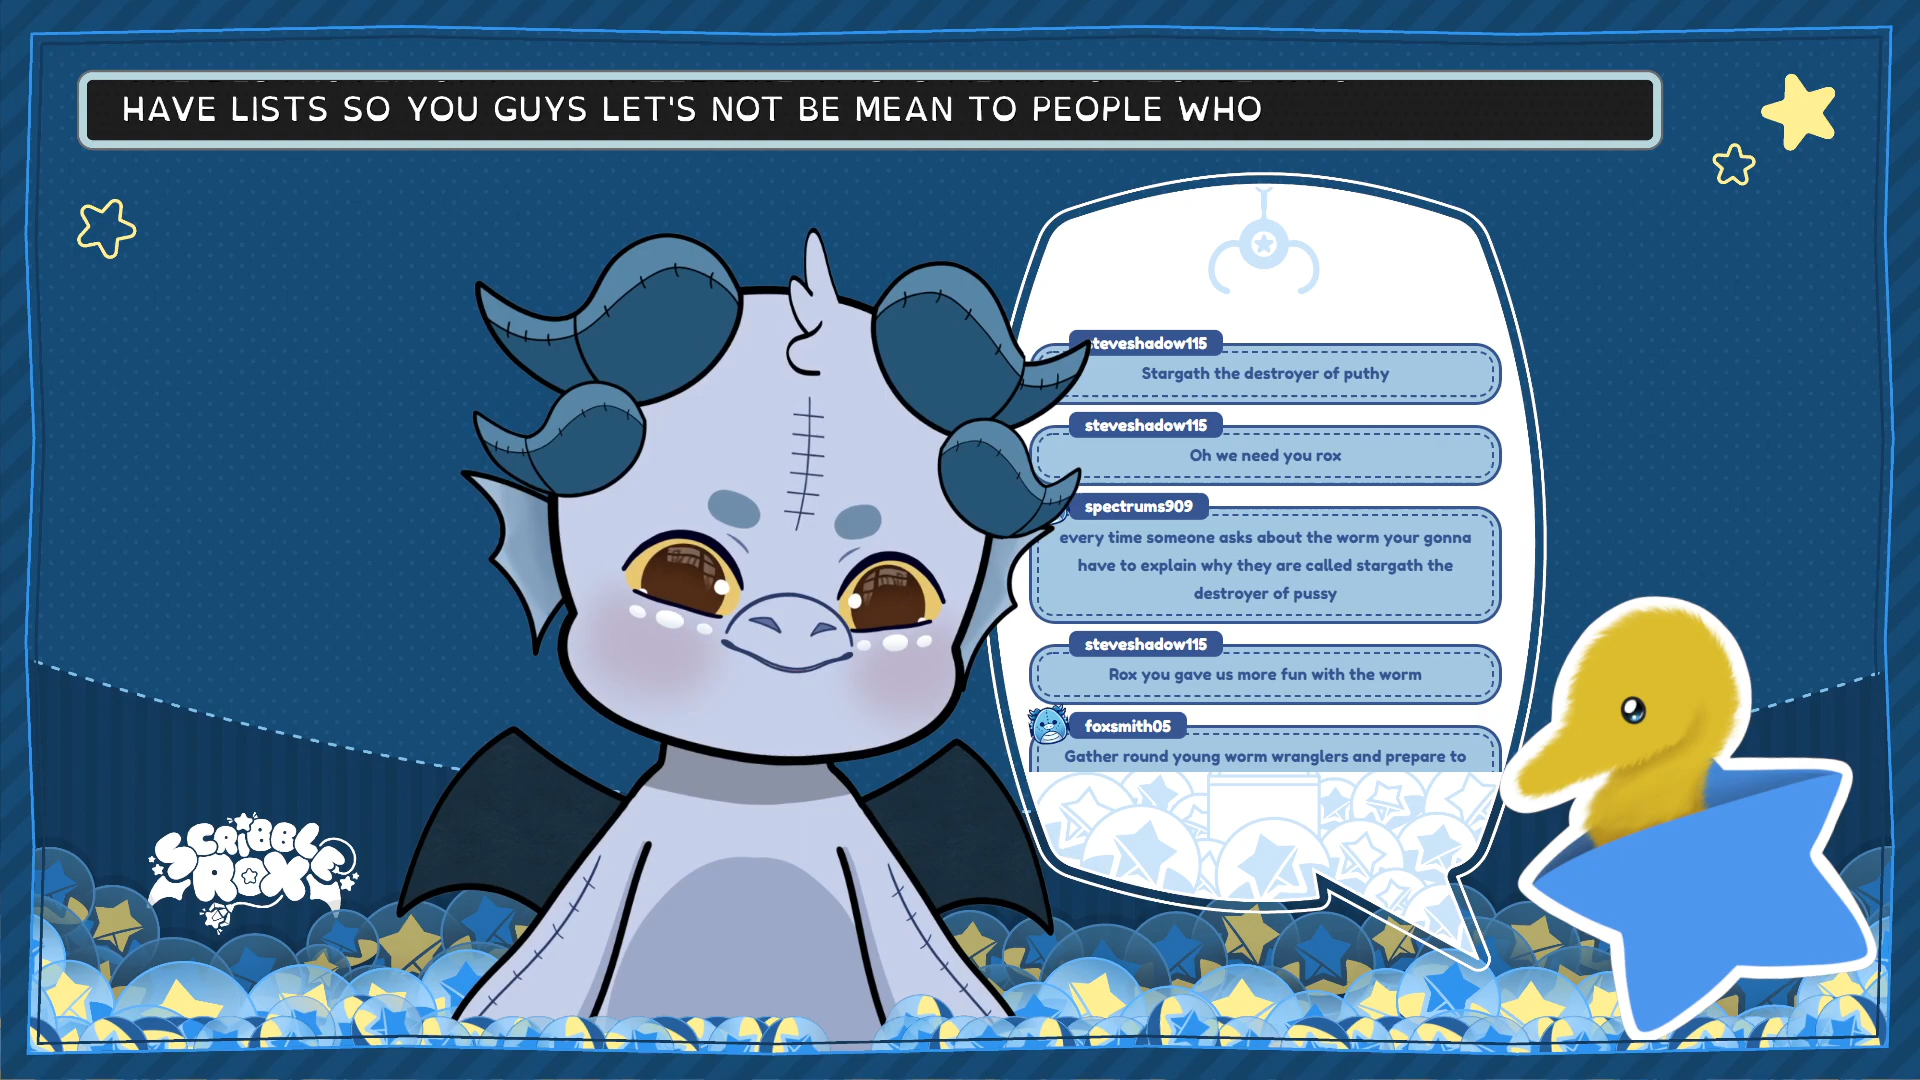 HAVE LISTS SO YOU GUYS LET'S NOT BE MEAN TO PEOPLE WHO
steveshadow115
Stargath the destroyer of puthy
steveshadow115
Oh we need you rox
spectrums909
every time someone asks about the worm your gonna
have to explain why they are called stargath the
destroyer of pussy
steveshadow115
Rox you gave us more fun with the worm
foxsmith05
Gather round young worm wranglers and prepare to
SCRIBBLE
ROX